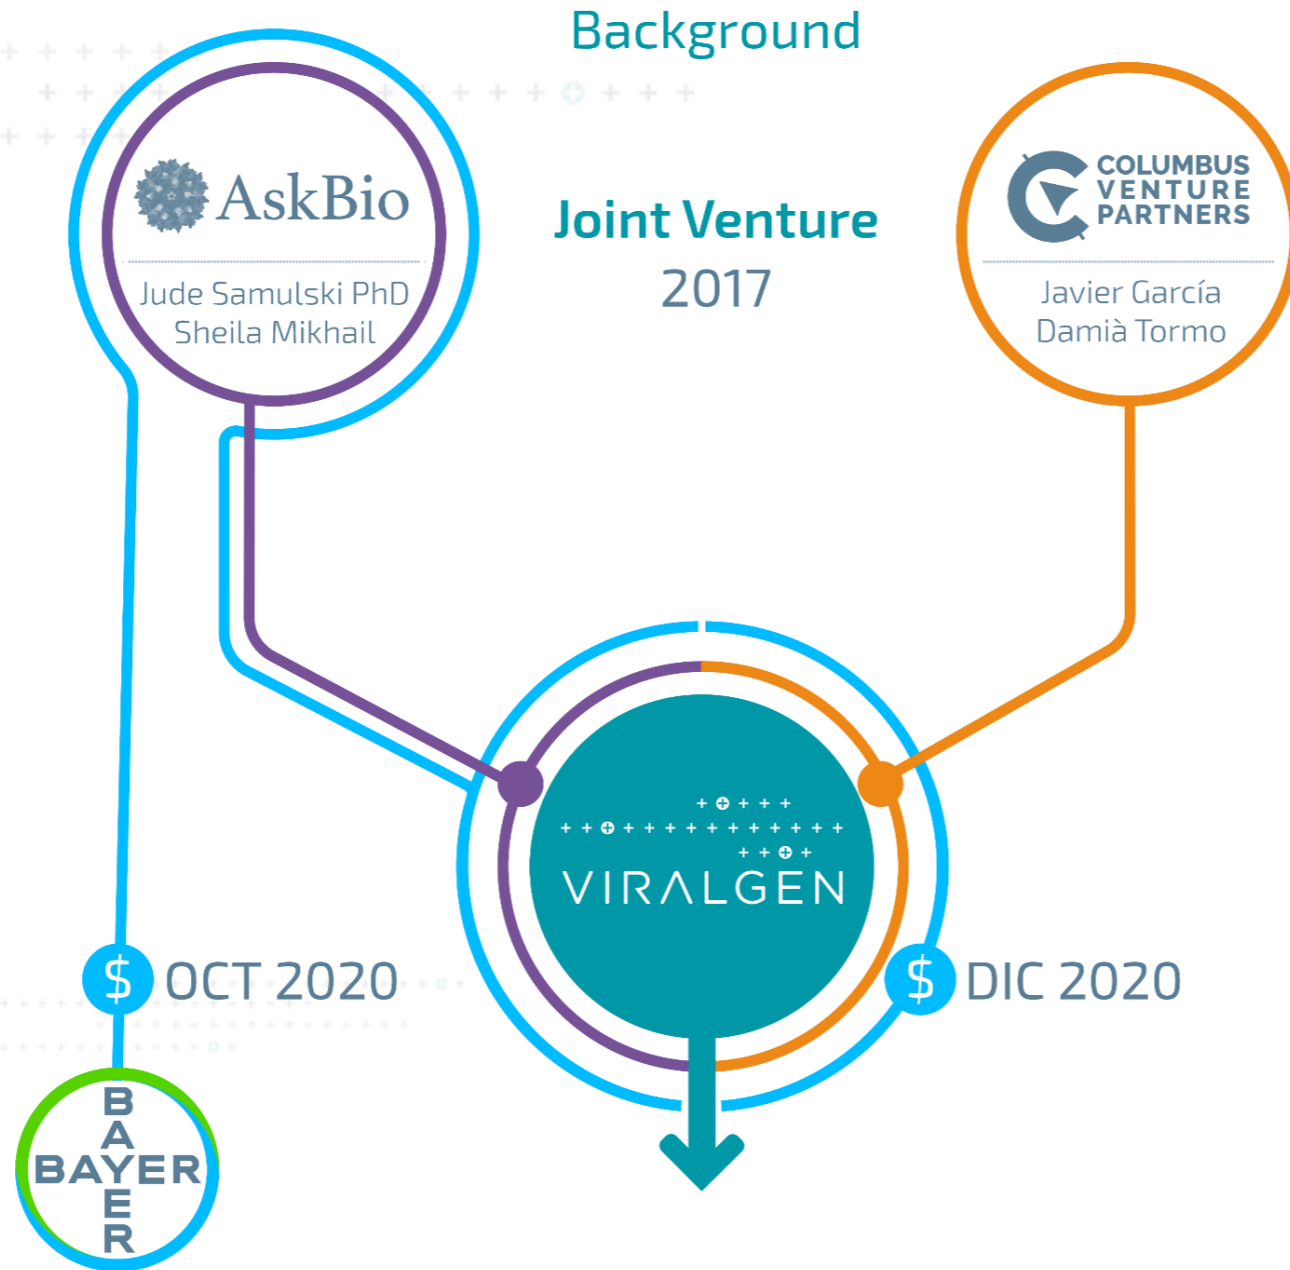 Background
AskBio
Jude Samulski PhD
Sheila Mikhail
Joint Venture
2017
COLUMBUS
VENTURE
PARTNERS
Javier García
Damià Tormo
VIRALGEN
$ OCT 2020
$ DIC 2020
BAYER
BAYER